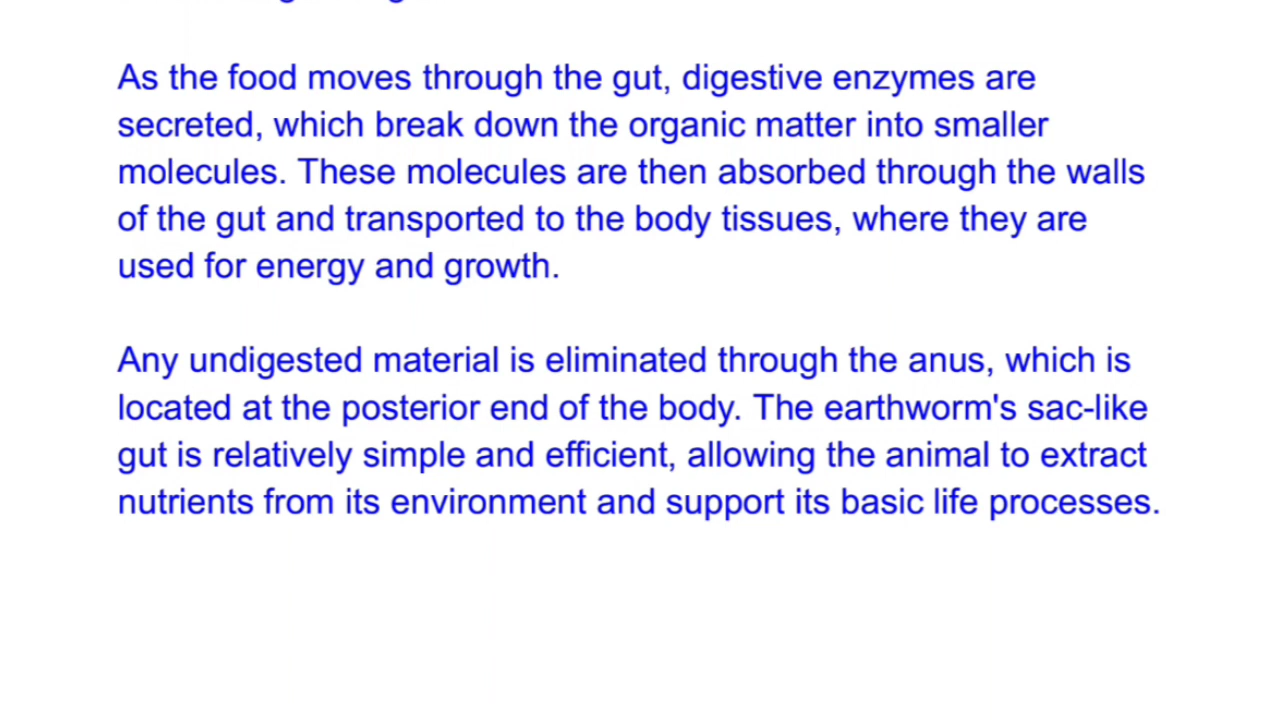 As the food moves through the gut, digestive enzymes are
secreted, which break down the organic matter into smaller
molecules. These molecules are then absorbed through the walls
of the gut and transported to the body tissues, where they are
used for energy and growth.
Any undigested material is eliminated through the anus, which is
located at the posterior end of the body. The earthworm's sac-like
gut is relatively simple and efficient, allowing the animal to extract
nutrients from its environment and support its basic life processes.